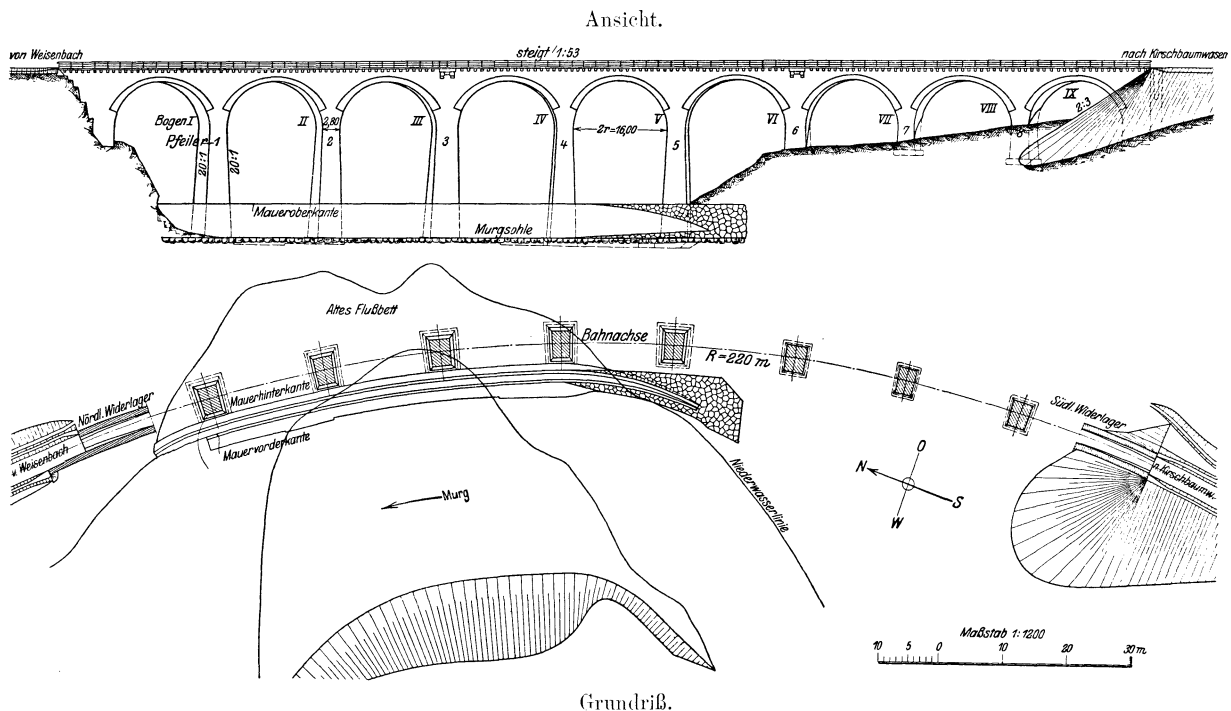 Ansicht.
von Weisenbach
steigt 1:53
nach Kirschbaumwasen
Bogen I
II
III
IV
V
VI
VII
VIII
IX
2:3
Pfeiler 1
2,80
2
3
4
2r=16,00
5
6
7
8
20:1
20:1
Maueroberkante
Murgsohle
Altes Flußbett
Bahnachse
R=220 m
Nördl. Widerlager
Mauerhinterkante
Südl. Widerlager
v. Weisenbach
Mauervorderkante
n. Kirschbaumw.
Niederwasserlinie
Murg
O
N
S
W
Maßstab 1:1200
10 5 0 10 20 30 m
Grundriß.